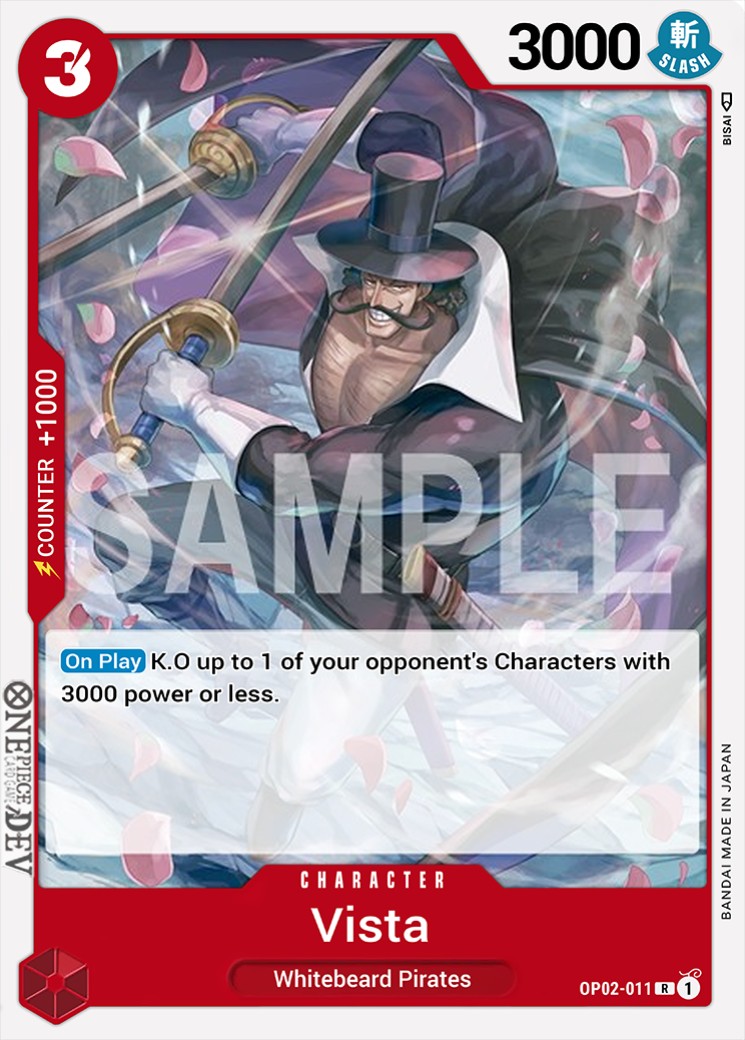 3
3000
斬
SLASH
BISAI
COUNTER +1000
SAMPLE
On Play K.O up to 1 of your opponent's Characters with
3000 power or less.
ONE PIECE
CARD GAME
/DEV
BANDAI MADE IN JAPAN
CHARACTER
Vista
Whitebeard Pirates
OP02-011 R 1